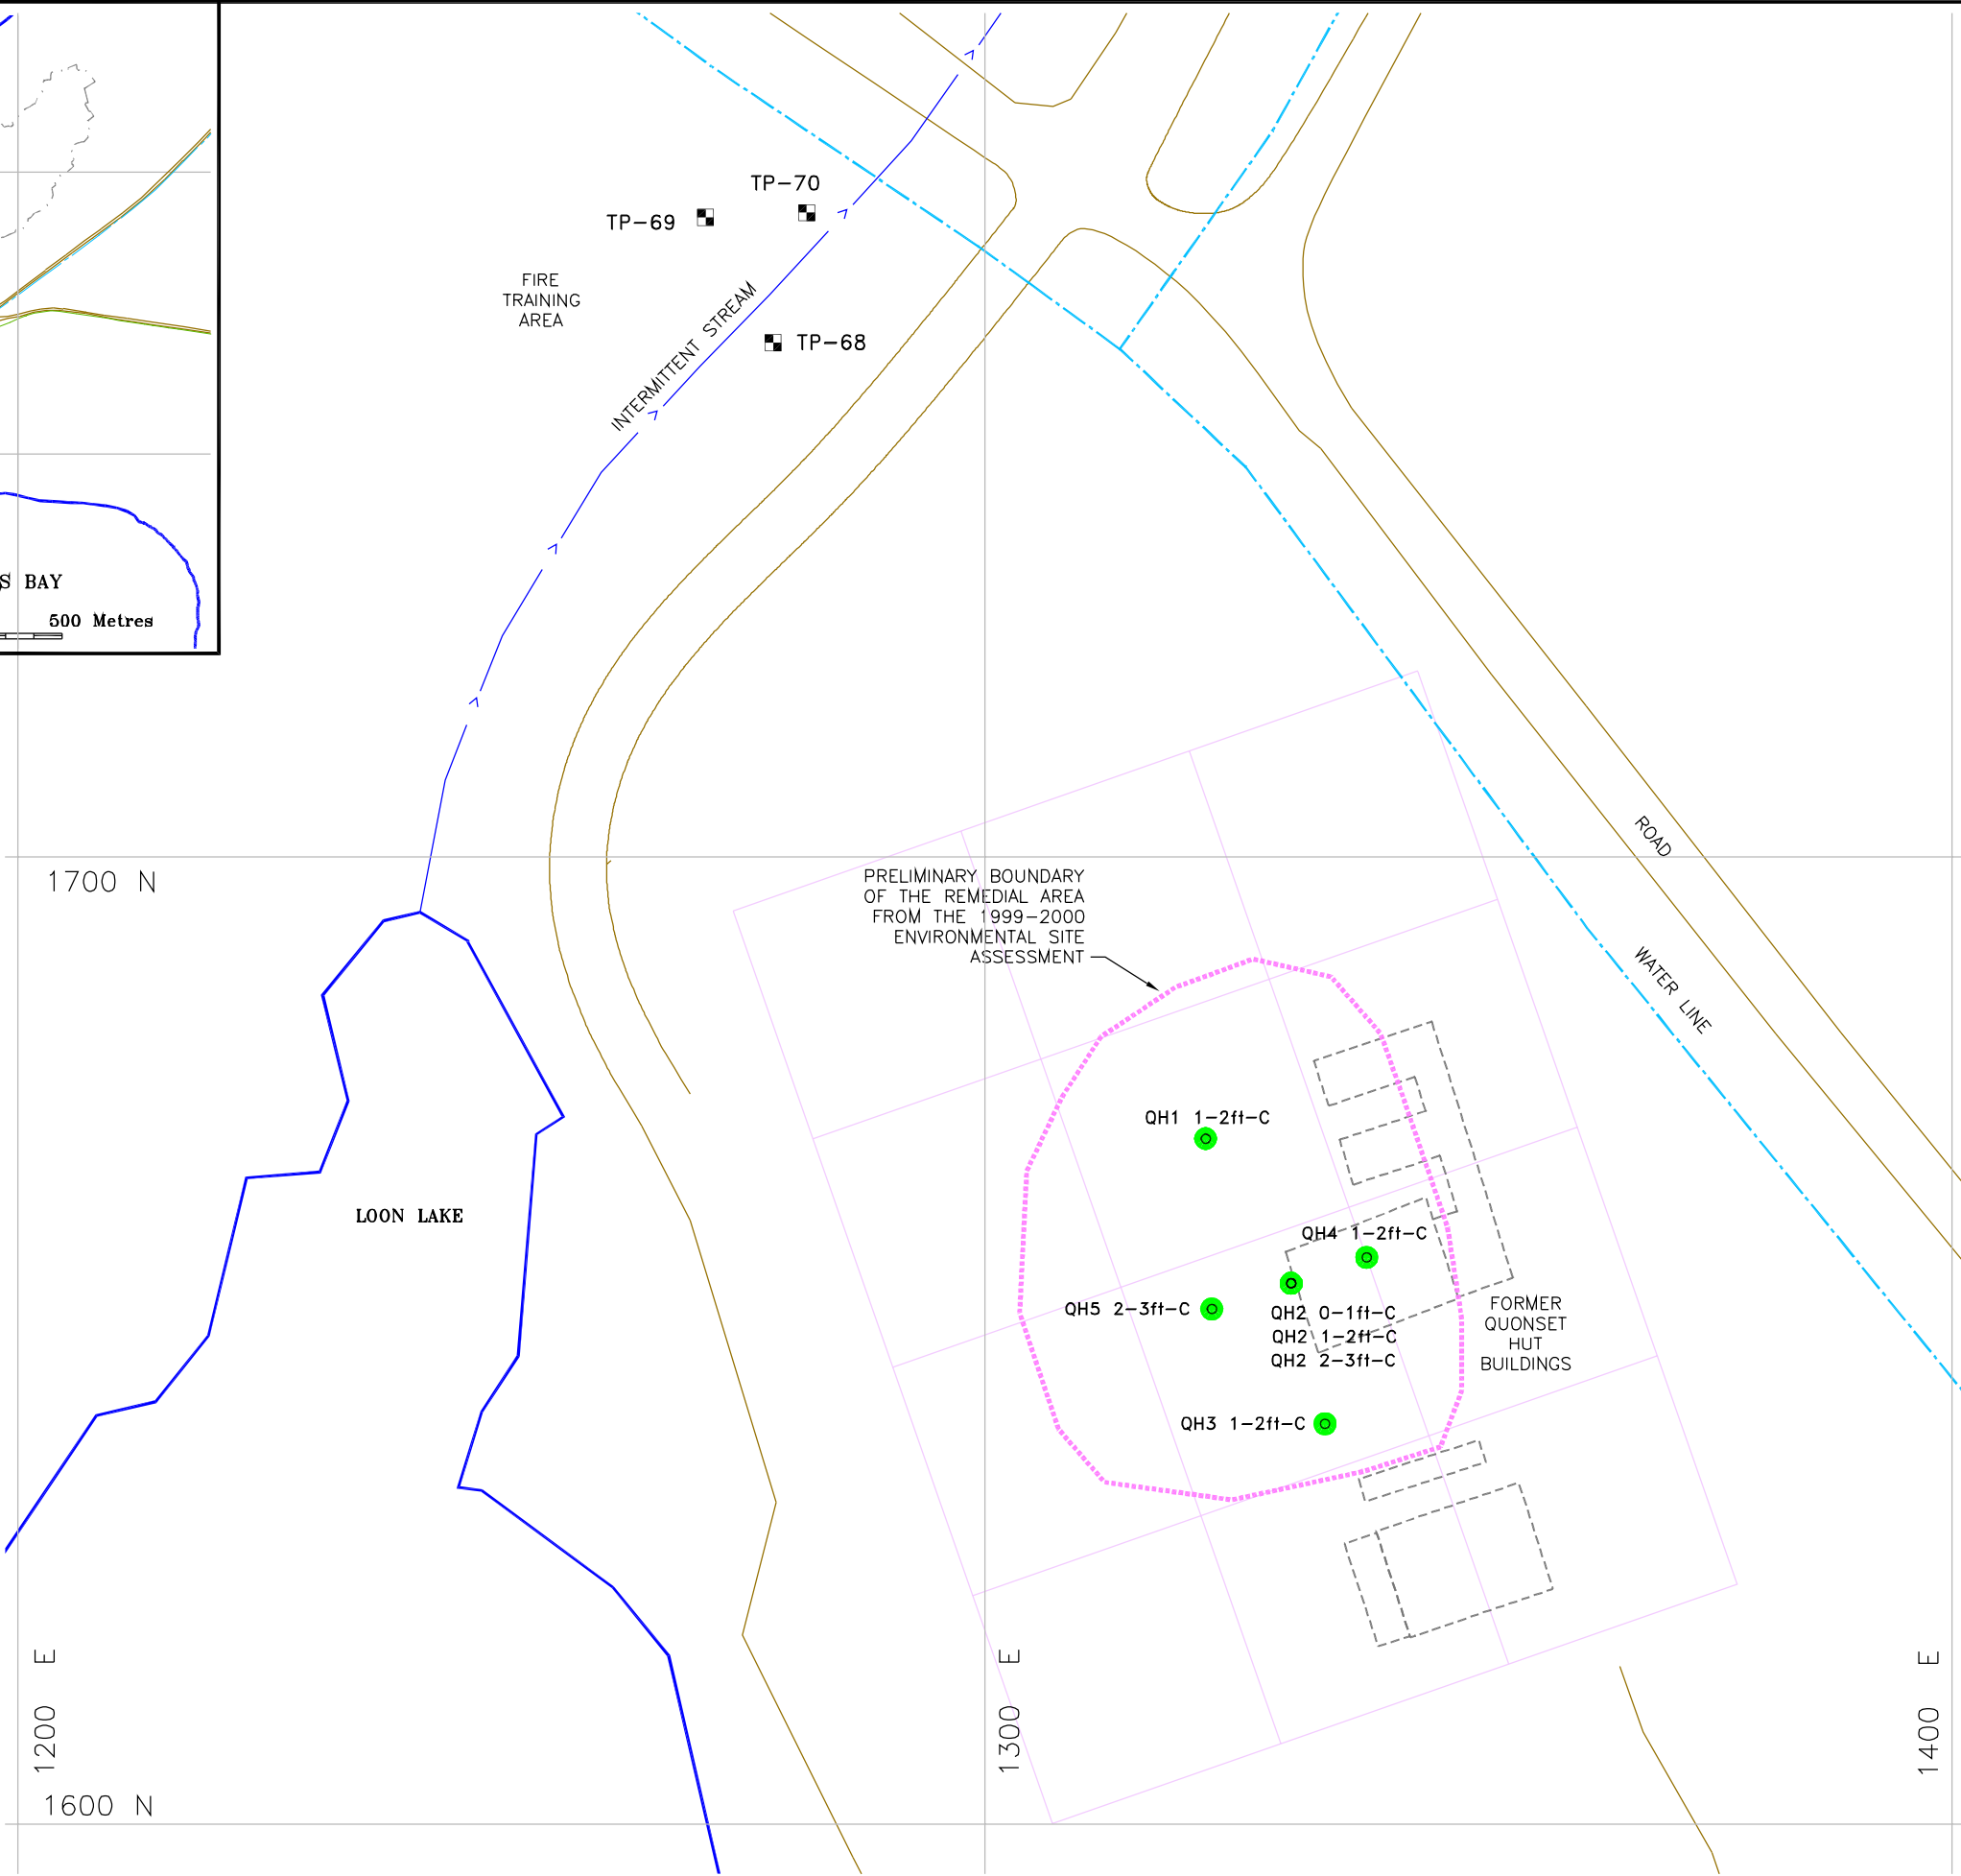 TP-70
TP-69
FIRE
TRAINING
AREA
INTERMITTENT STREAM
TP-68
S BAY
500 Metres
ROAD
1700 N
PRELIMINARY BOUNDARY
OF THE REMEDIAL AREA
FROM THE 1999-2000
ENVIRONMENTAL SITE
ASSESSMENT
WATER LINE
QH1 1-2ft-C
LOON LAKE
QH4 1-2ft-C
QH5 2-3ft-C
QH2 0-1ft-C
QH2 1-2ft-C
QH2 2-3ft-C
FORMER
QUONSET
HUT
BUILDINGS
QH3 1-2ft-C
1200 E
1300 E
1400 E
1600 N